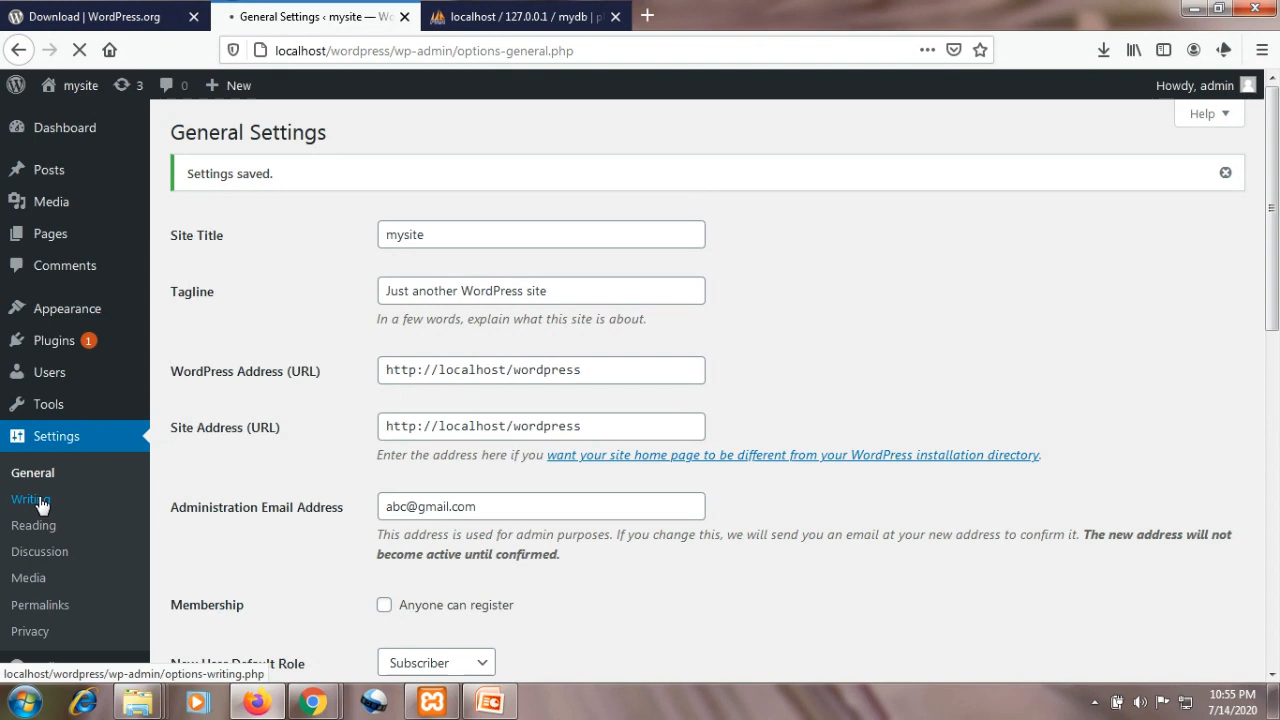 Download | WordPress.org
General Settings ‹ mysite — Wo
localhost / 127.0.0.1 / mydb | p
localhost/wordpress/wp-admin/options-general.php
mysite
3
0
New
Howdy, admin
Dashboard
Posts
Media
Pages
Comments
Appearance
Plugins 1
Users
Tools
Settings
General
Writing
Reading
Discussion
Media
Permalinks
Privacy
Help
General Settings
Settings saved.
Site Title
mysite
Tagline
Just another WordPress site
In a few words, explain what this site is about.
WordPress Address (URL)
http://localhost/wordpress
Site Address (URL)
http://localhost/wordpress
Enter the address here if you want your site home page to be different from your WordPress installation directory.
Administration Email Address
abc@gmail.com
This address is used for admin purposes. If you change this, we will send you an email at your new address to confirm it. The new address will not
become active until confirmed.
Membership
Anyone can register
New User Default Role
Subscriber
localhost/wordpress/wp-admin/options-writing.php
10:55 PM
7/14/2020